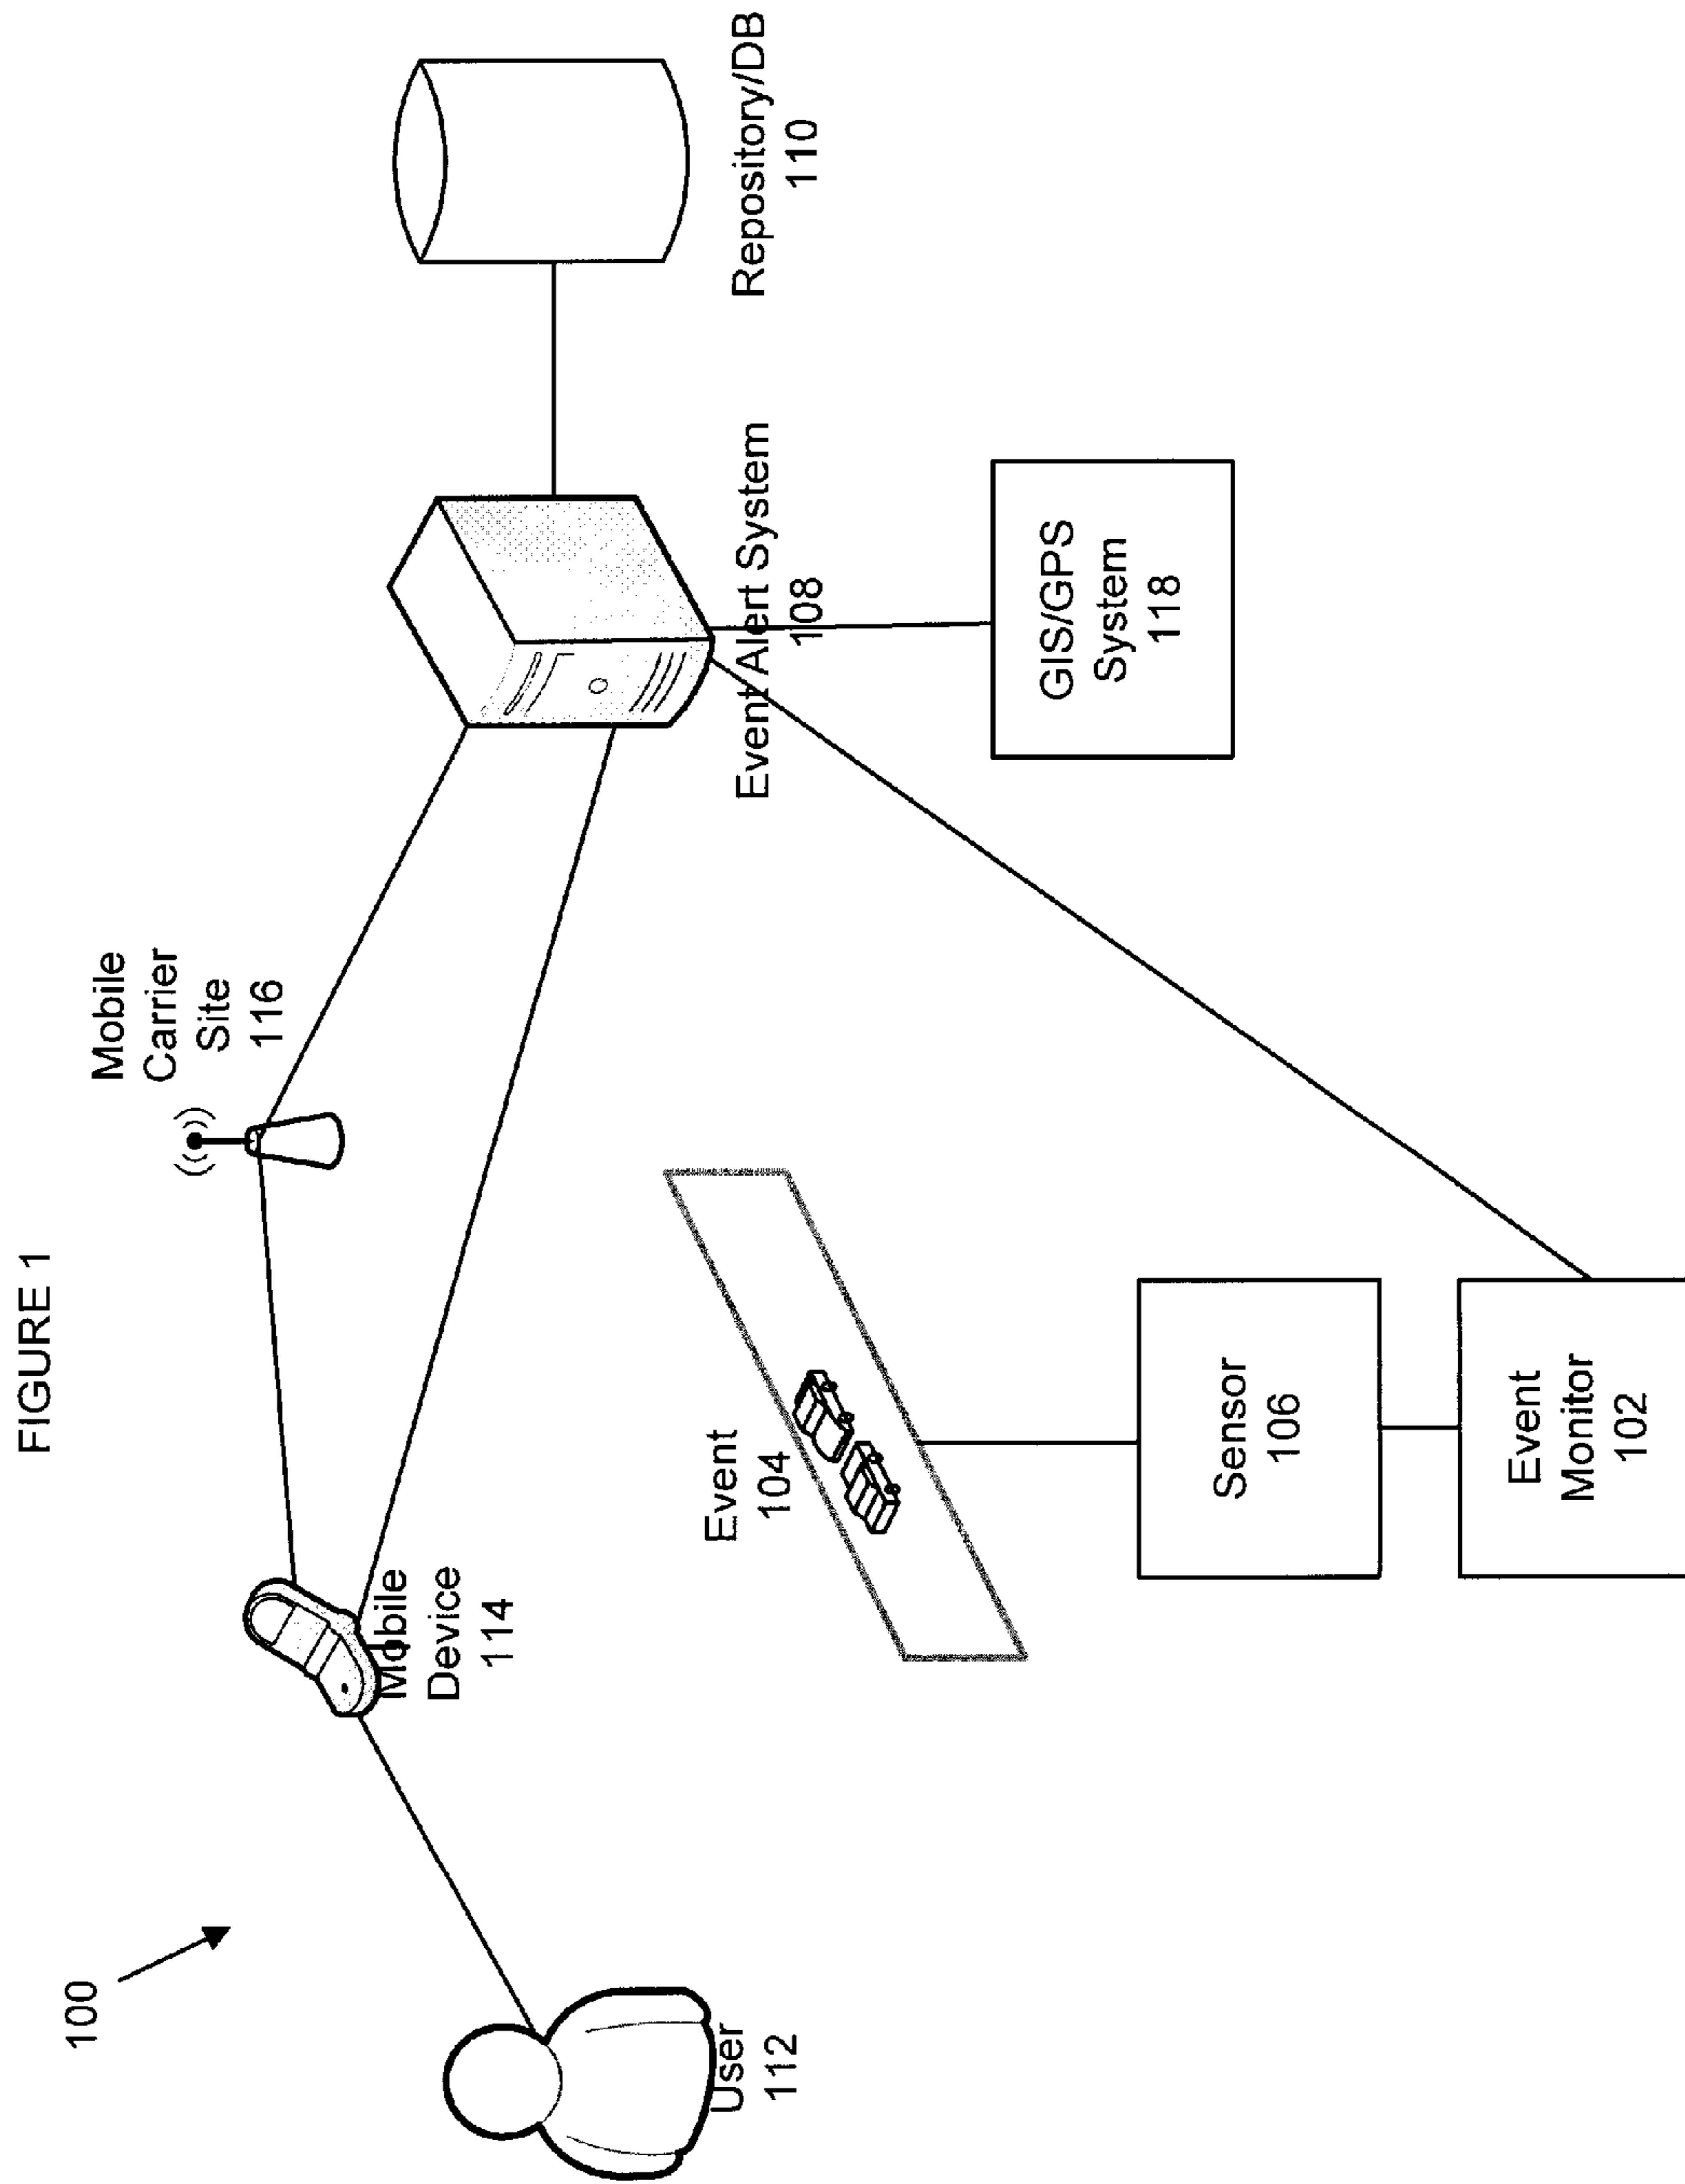 FIGURE 1
100
Mobile
Carrier
Site
116
Mobile
Device
114
User
112
Event Alert System
108
Repository/DB
110
Event
104
GIS/GPS
System
118
Sensor
106
Event
Monitor
102